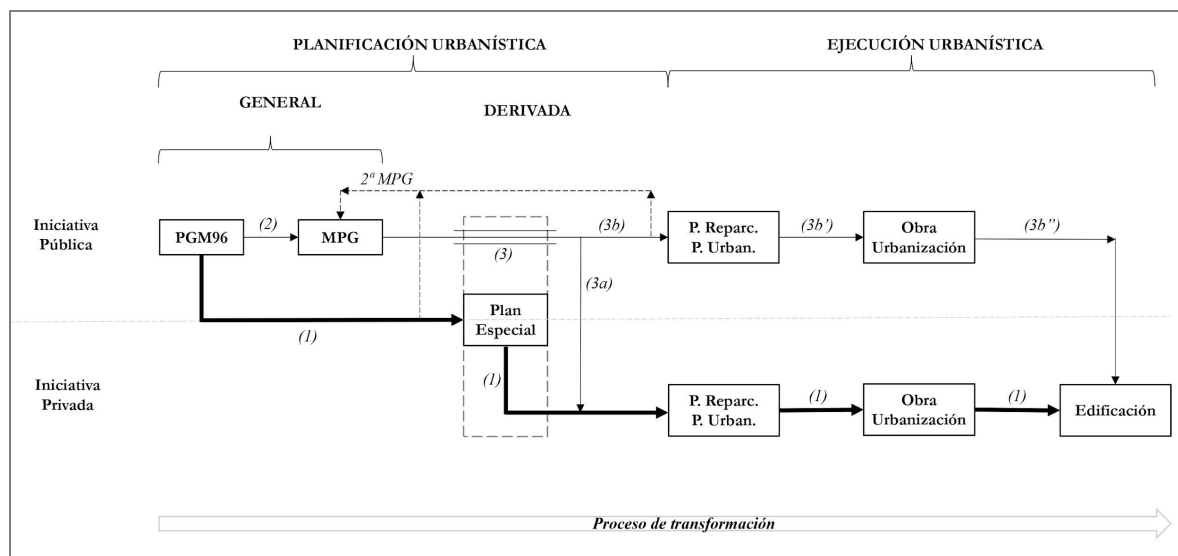 PLANIFICACIÓN URBANÍSTICA
EJECUCIÓN URBANÍSTICA
GENERAL
DERIVADA
2ª MPG
Iniciativa
Pública
PGM96
(2)
MPG
(3)
(3b)
P. Reparc.
P. Urban.
(3b’)
Obra
Urbanización
(3b”)
(3a)
(1)
Plan
Especial
Iniciativa
Privada
(1)
P. Reparc.
P. Urban.
(1)
Obra
Urbanización
(1)
Edificación
Proceso de transformación